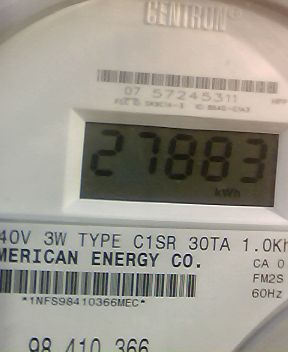 CENTRON®
07 57245311
27883
kWh
40V 3W TYPE C1SR 30TA 1.0Kh
MERICAN ENERGY CO.
CA 0
FM2S
*1NFS98410366MEC*
60Hz
98 410 366